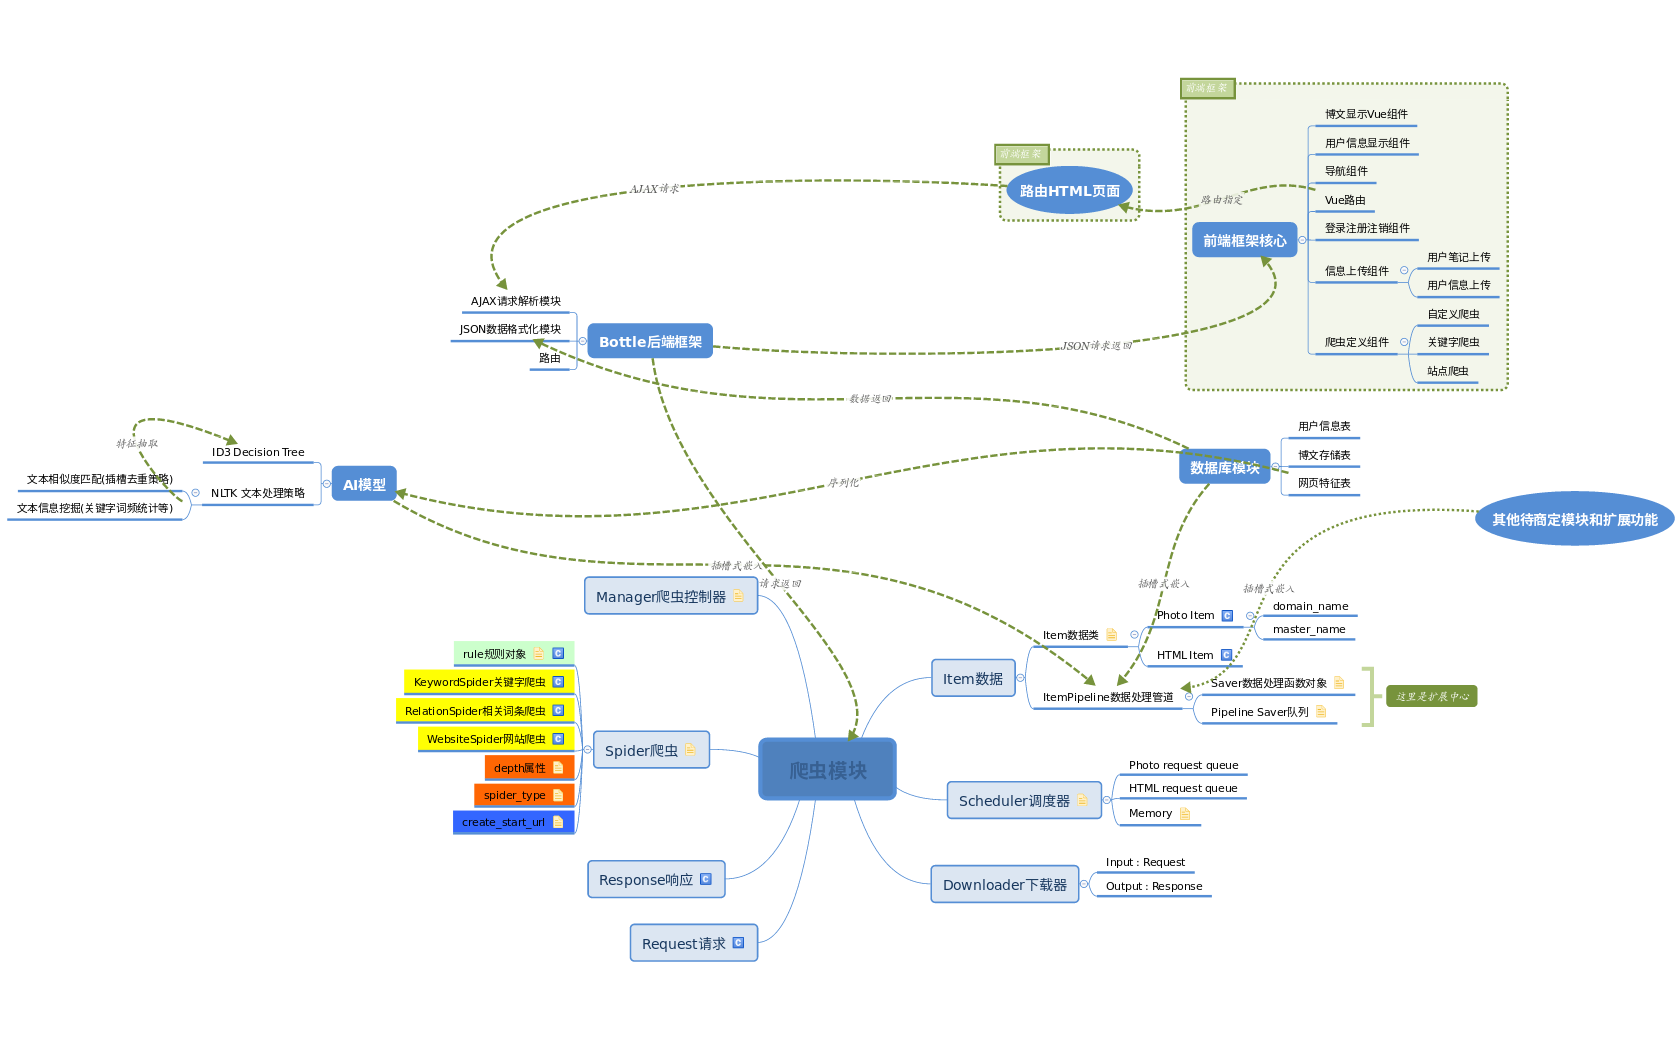 前端框架
博文显示Vue组件
用户信息显示组件
导航组件
Vue路由
登录注册注销组件
信息上传组件
用户笔记上传
用户信息上传
自定义爬虫
爬虫定义组件
关键字爬虫
站点爬虫
前端框架核心
路由指定
前端框架
路由HTML页面
AJAX请求
AJAX请求解析模块
JSON数据格式化模块
路由
Bottle后端框架
JSON请求返回
数据返回
用户信息表
博文存储表
网页特征表
数据库模块
序列化
特征抽取
ID3 Decision Tree
文本相似度匹配(插槽去重策略)
NLTK 文本处理策略
文本信息挖掘(关键字词频统计等)
AI模型
其他待商定模块和扩展功能
插槽式嵌入
请求返回
插槽式嵌入
插槽式嵌入
Manager爬虫控制器
rule规则对象
KeywordSpider关键字爬虫
RelationSpider相关词条爬虫
WebsiteSpider网站爬虫
depth属性
spider_type
create_start_url
Spider爬虫
爬虫模块
Response响应
Request请求
Item数据
Item数据类
Photo Item
domain_name
master_name
HTML Item
ItemPipeline数据处理管道
Saver数据处理函数对象
Pipeline Saver队列
这里是扩展中心
Scheduler调度器
Photo request queue
HTML request queue
Memory
Downloader下载器
Input : Request
Output : Response